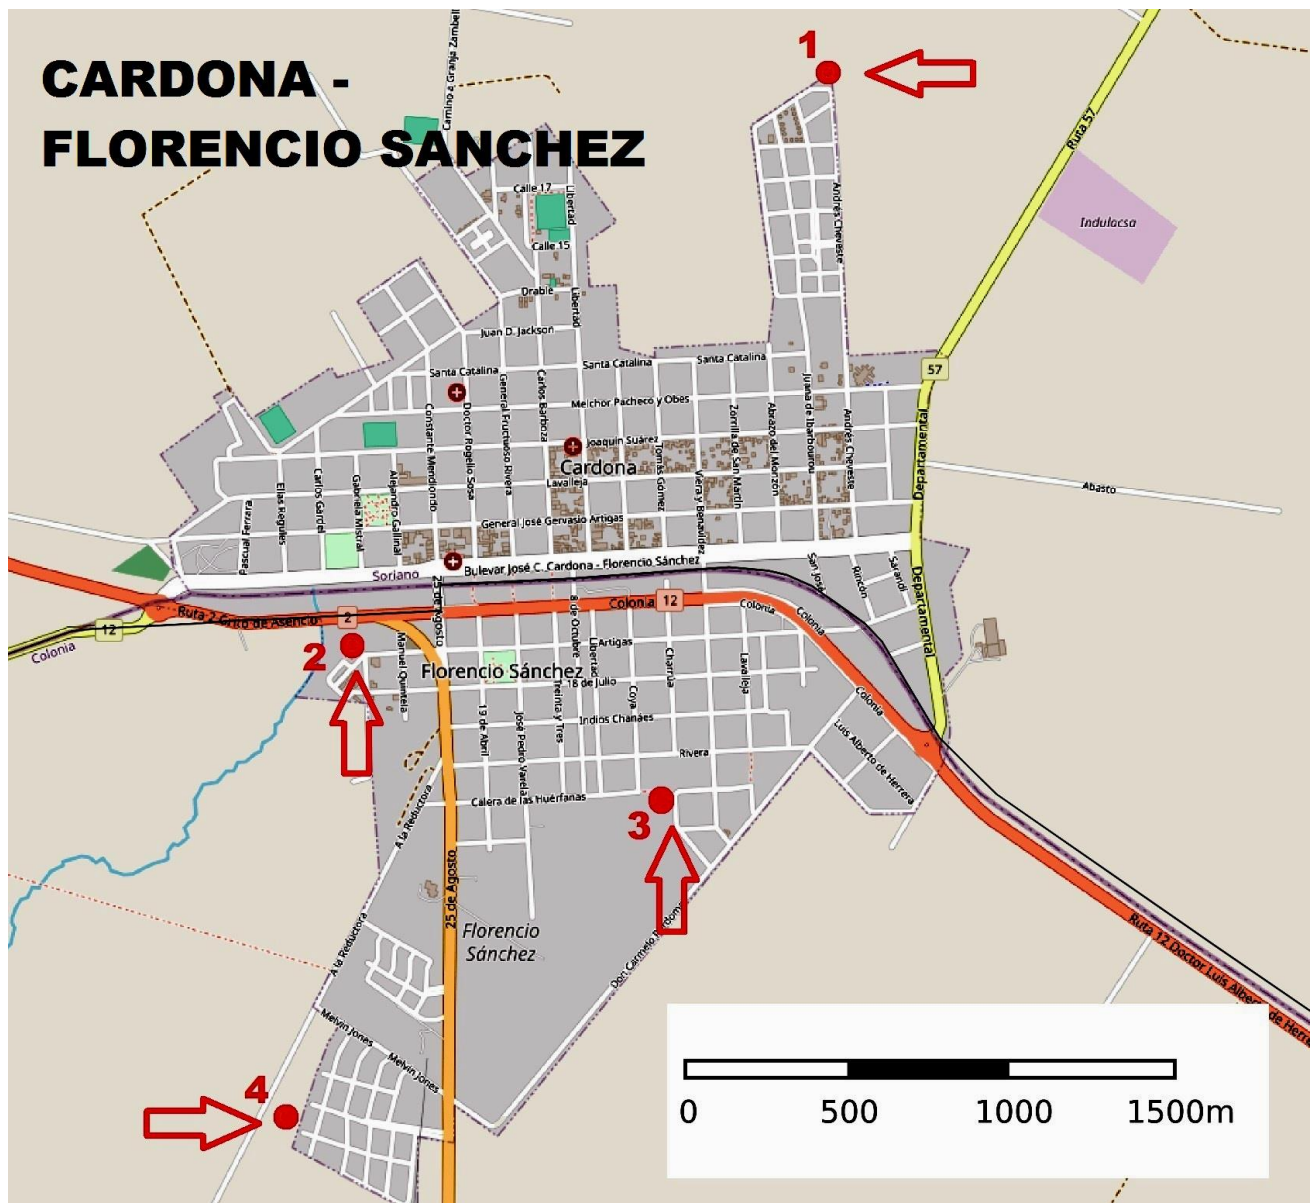 CARDONA -
FLORENCIO SANCHEZ
1
Camino a Granja Zambell
Ruta 57
Indulacsa
Calle 17
Libertad
Calle 15
Andrés Cheveste
Drable
Libertad
Juan D. Jackson
Santa Catalina
Santa Catalina
Santa Catalina
57
Melchor Pacheco y Obes
Constante Mendiondo
Doctor Rogelio Sosa
General Fructuoso Rivera
Carlos Barboza
Joaquín Suárez
Cardona
Lavalleja
Tomás Gómez
Viera y Benavidez
Zorrilla de San Martín
Abrazo del Monzón
Juana de Ibarbourou
Andrés Cheveste
Departamental
Abasto
Pascual Ferrara
Elías Regules
Carlos Gardel
Gabriela Mistral
Alejandro Gallinal
General José Gervasio Artigas
Bulevar José C. Cardona - Florencio Sánchez
Soriano
San José
Rincón
Sarandí
Departamental
Ruta 2 Grito de Asencio
2
12
Colonia
25 de Agosto
Colonia
12
Colonia
Colonia
8 de Octubre
Libertad
Artigas
2
Manuel Quintela
Florencio Sánchez
18 de Julio
Charrúa
Lavalleja
Coya
Treinta y Tres
Indios Chanáes
Colonia
Luis Alberto de Herrera
19 de Abril
José Pedro Varela
Rivera
Calera de las Huérfanas
3
A la Reductora
25 de Agosto
Florencio
Sánchez
A la Reductora
Don Carmelo Perdomo
Ruta 12 Doctor Luis Alberto de Herre
Melvin Jones
Melvin Jones
4
0
500
1000
1500m